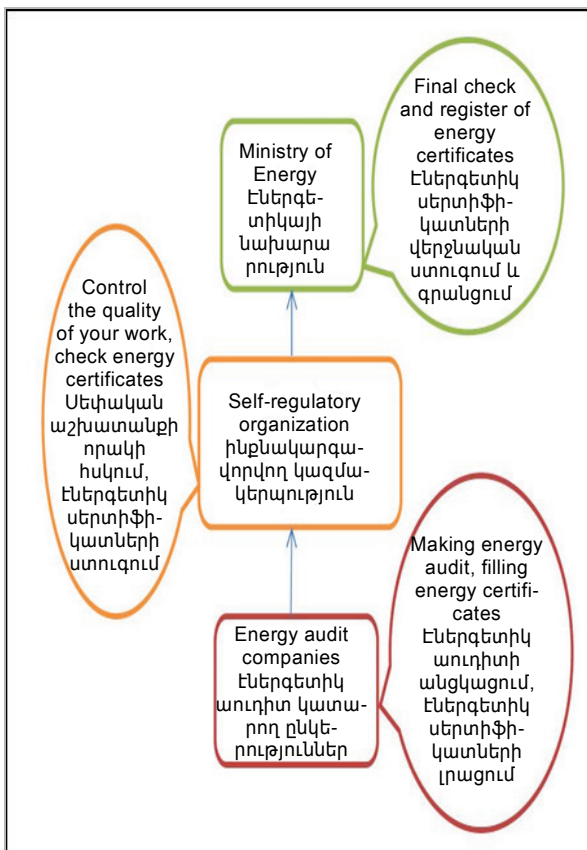 Final check
and register of
energy
certificates
Էներգետիկ
սերտիֆի-
կատների
վերջնական
ստուգում և
գրանցում
Ministry of
Energy
Էներգե-
տիկայի
նախարա
րություն
Control
the quality
of your work,
check energy
certificates
Սեփական
աշխատանքի
որակի
հսկում,
էներգետիկ
սերտիֆի-
կատների
ստուգում
Self-regulatory
organization
ինքնակարգա-
վորվող կազմա-
կերպություն
Making energy
audit, filling
energy certifi-
cates
Էներգետիկ
աուդիտի
անցկացում,
էներգետիկ
սերտիֆի-
կատների
լրացում
Energy audit
companies
Էներգետիկ
աուդիտ կատա-
րող ընկե-
րություններ